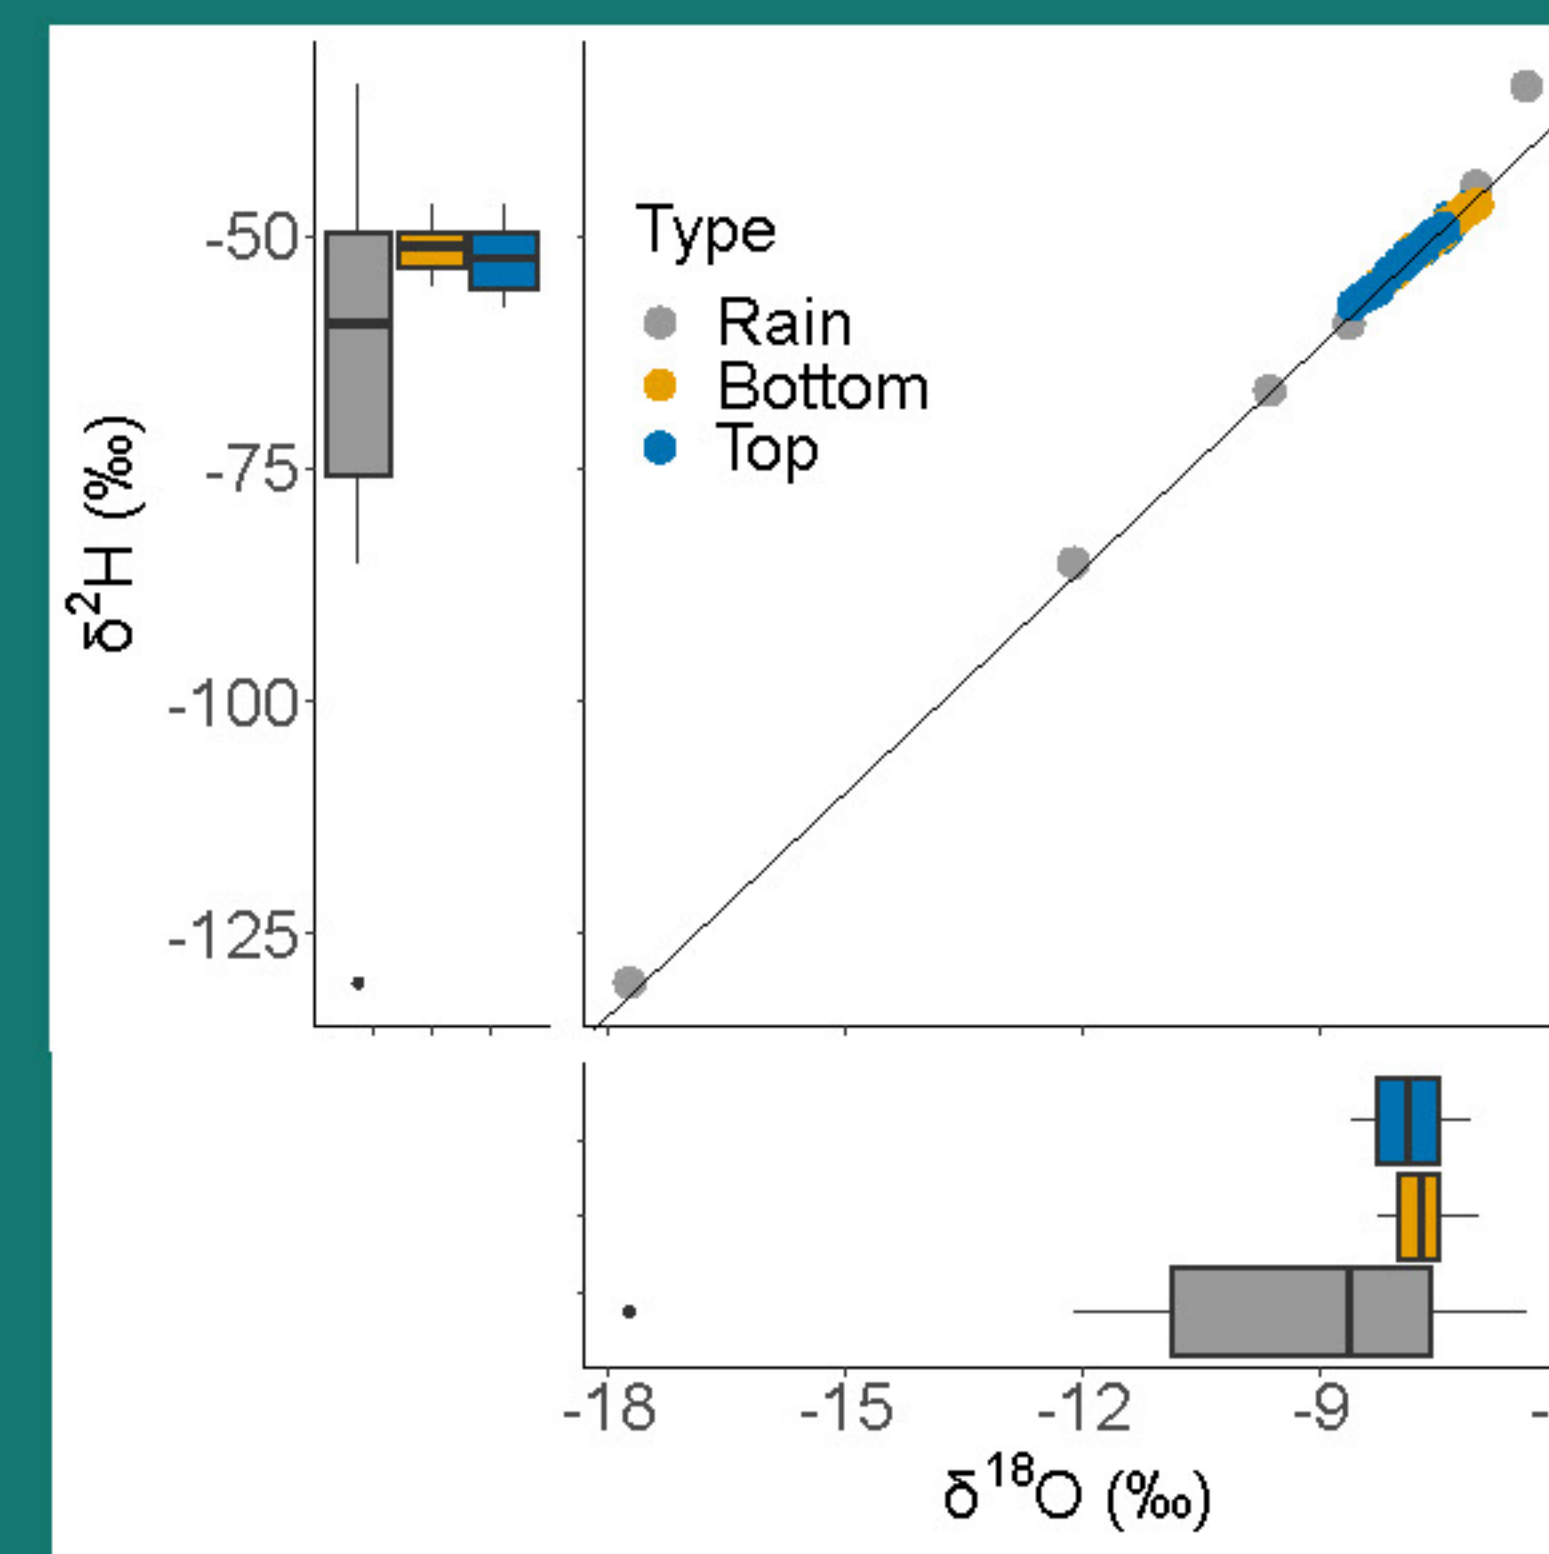 δ²H (‰)
-50
-75
-100
-125
Type
Rain
Bottom
Top
-18 -15 -12 -9 -
δ¹⁸O (‰)